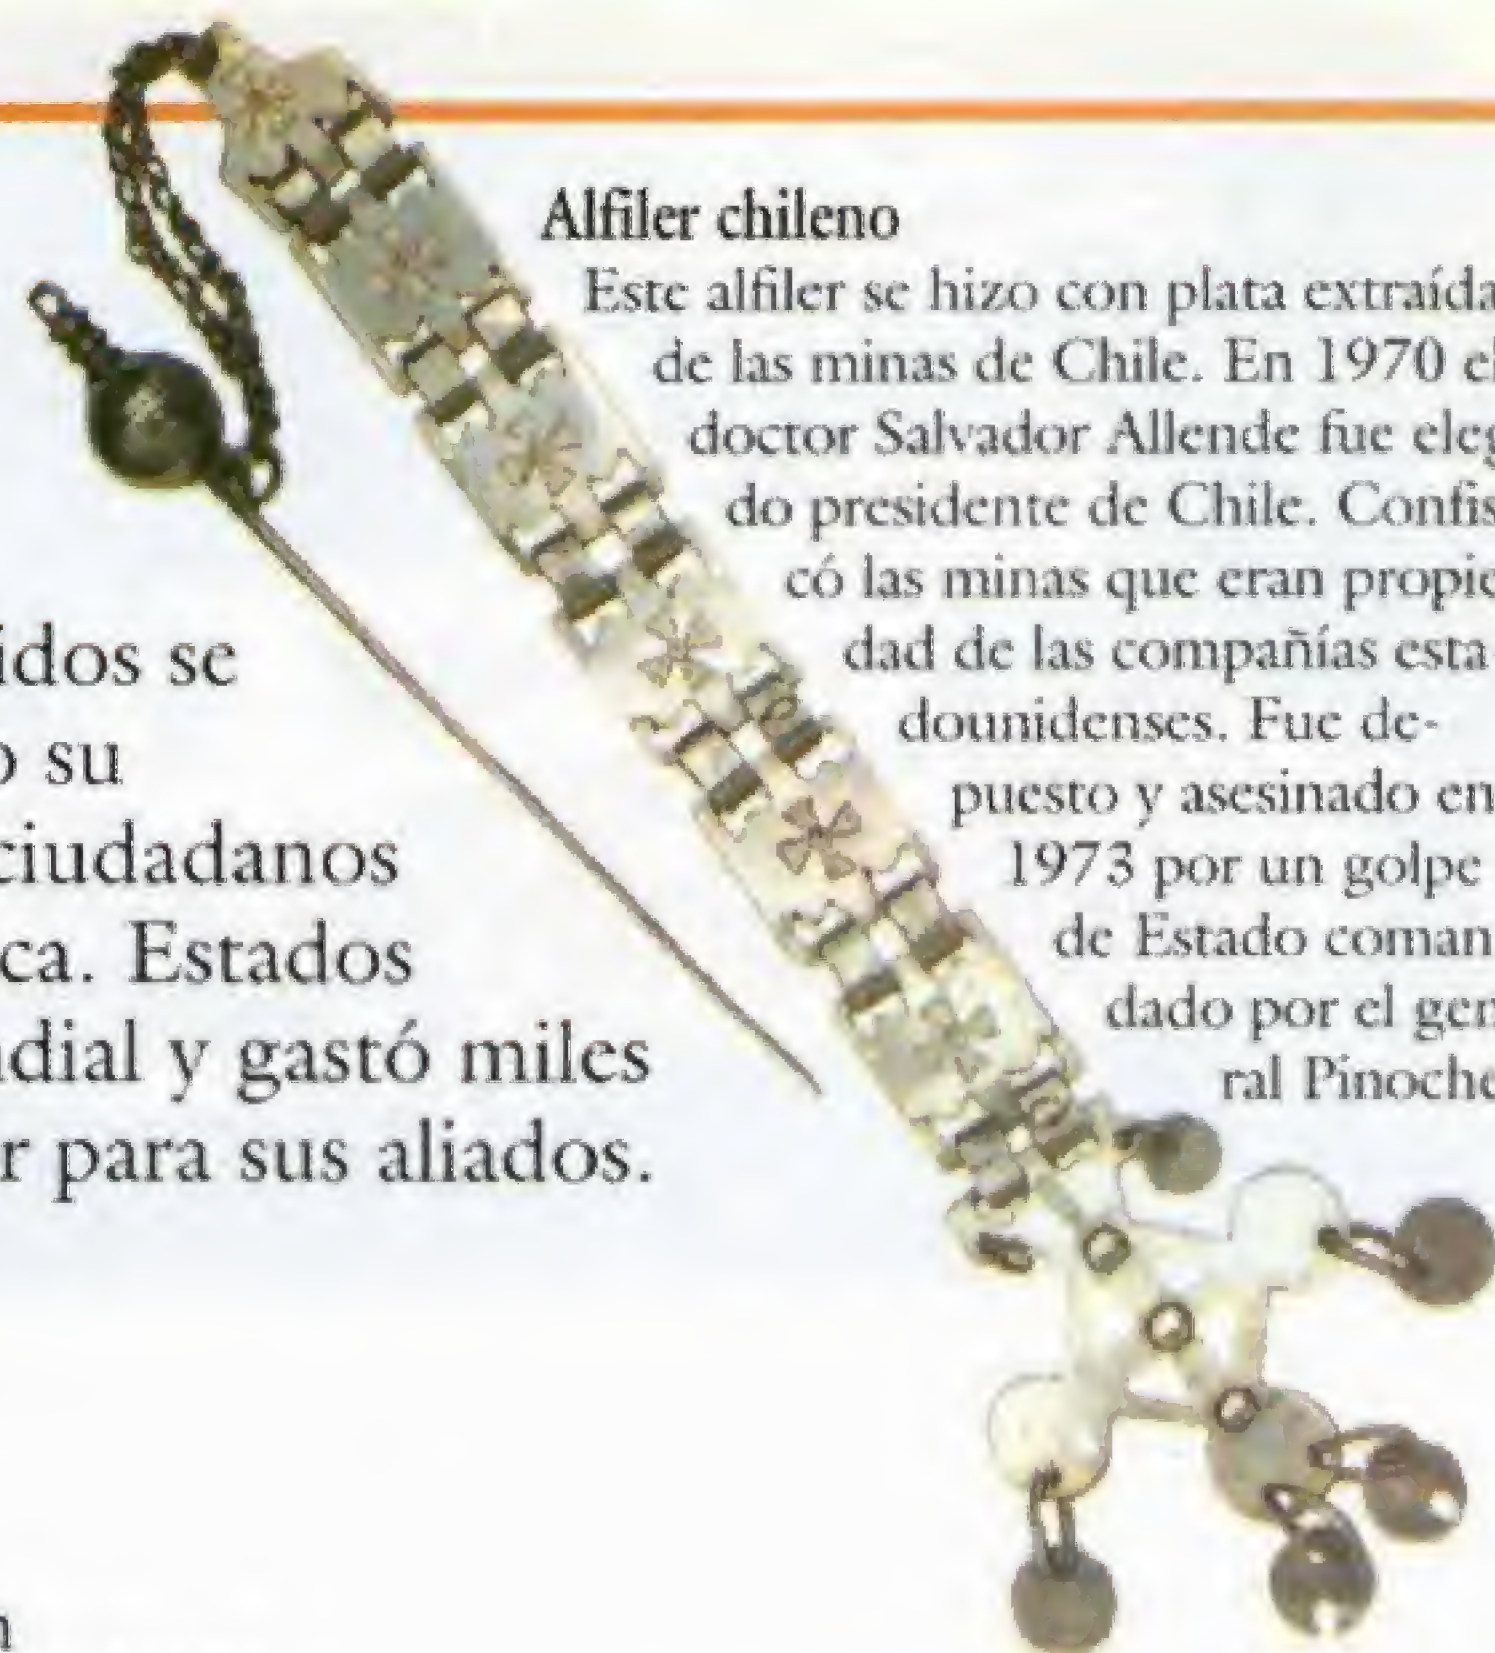 Alfiler chileno
Este alfiler se hizo con plata extraída
de las minas de Chile. En 1970 el
doctor Salvador Allende fue eleg
do presidente de Chile. Confis
có las minas que eran propie
dad de las compañías esta-
dounidenses. Fue de-
puesto y asesinado en
1973 por un golpe
de Estado coman
dado por el gen
ral Pinoche
idos se
o su
ciudadanos
ca. Estados
dial y gastó miles
r para sus aliados.
n